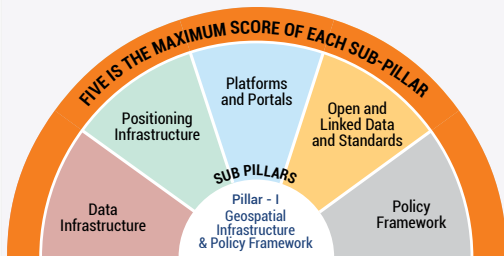 FIVE IS THE MAXIMUM SCORE OF EACH SUB-PILLAR
Platforms
and Portals
Positioning
Infrastructure
Open and
Linked Data
and Standards
Data
Infrastructure
Policy
Framework
SUB PILLARS
Pillar - I
Geospatial
Infrastructure
& Policy Framework